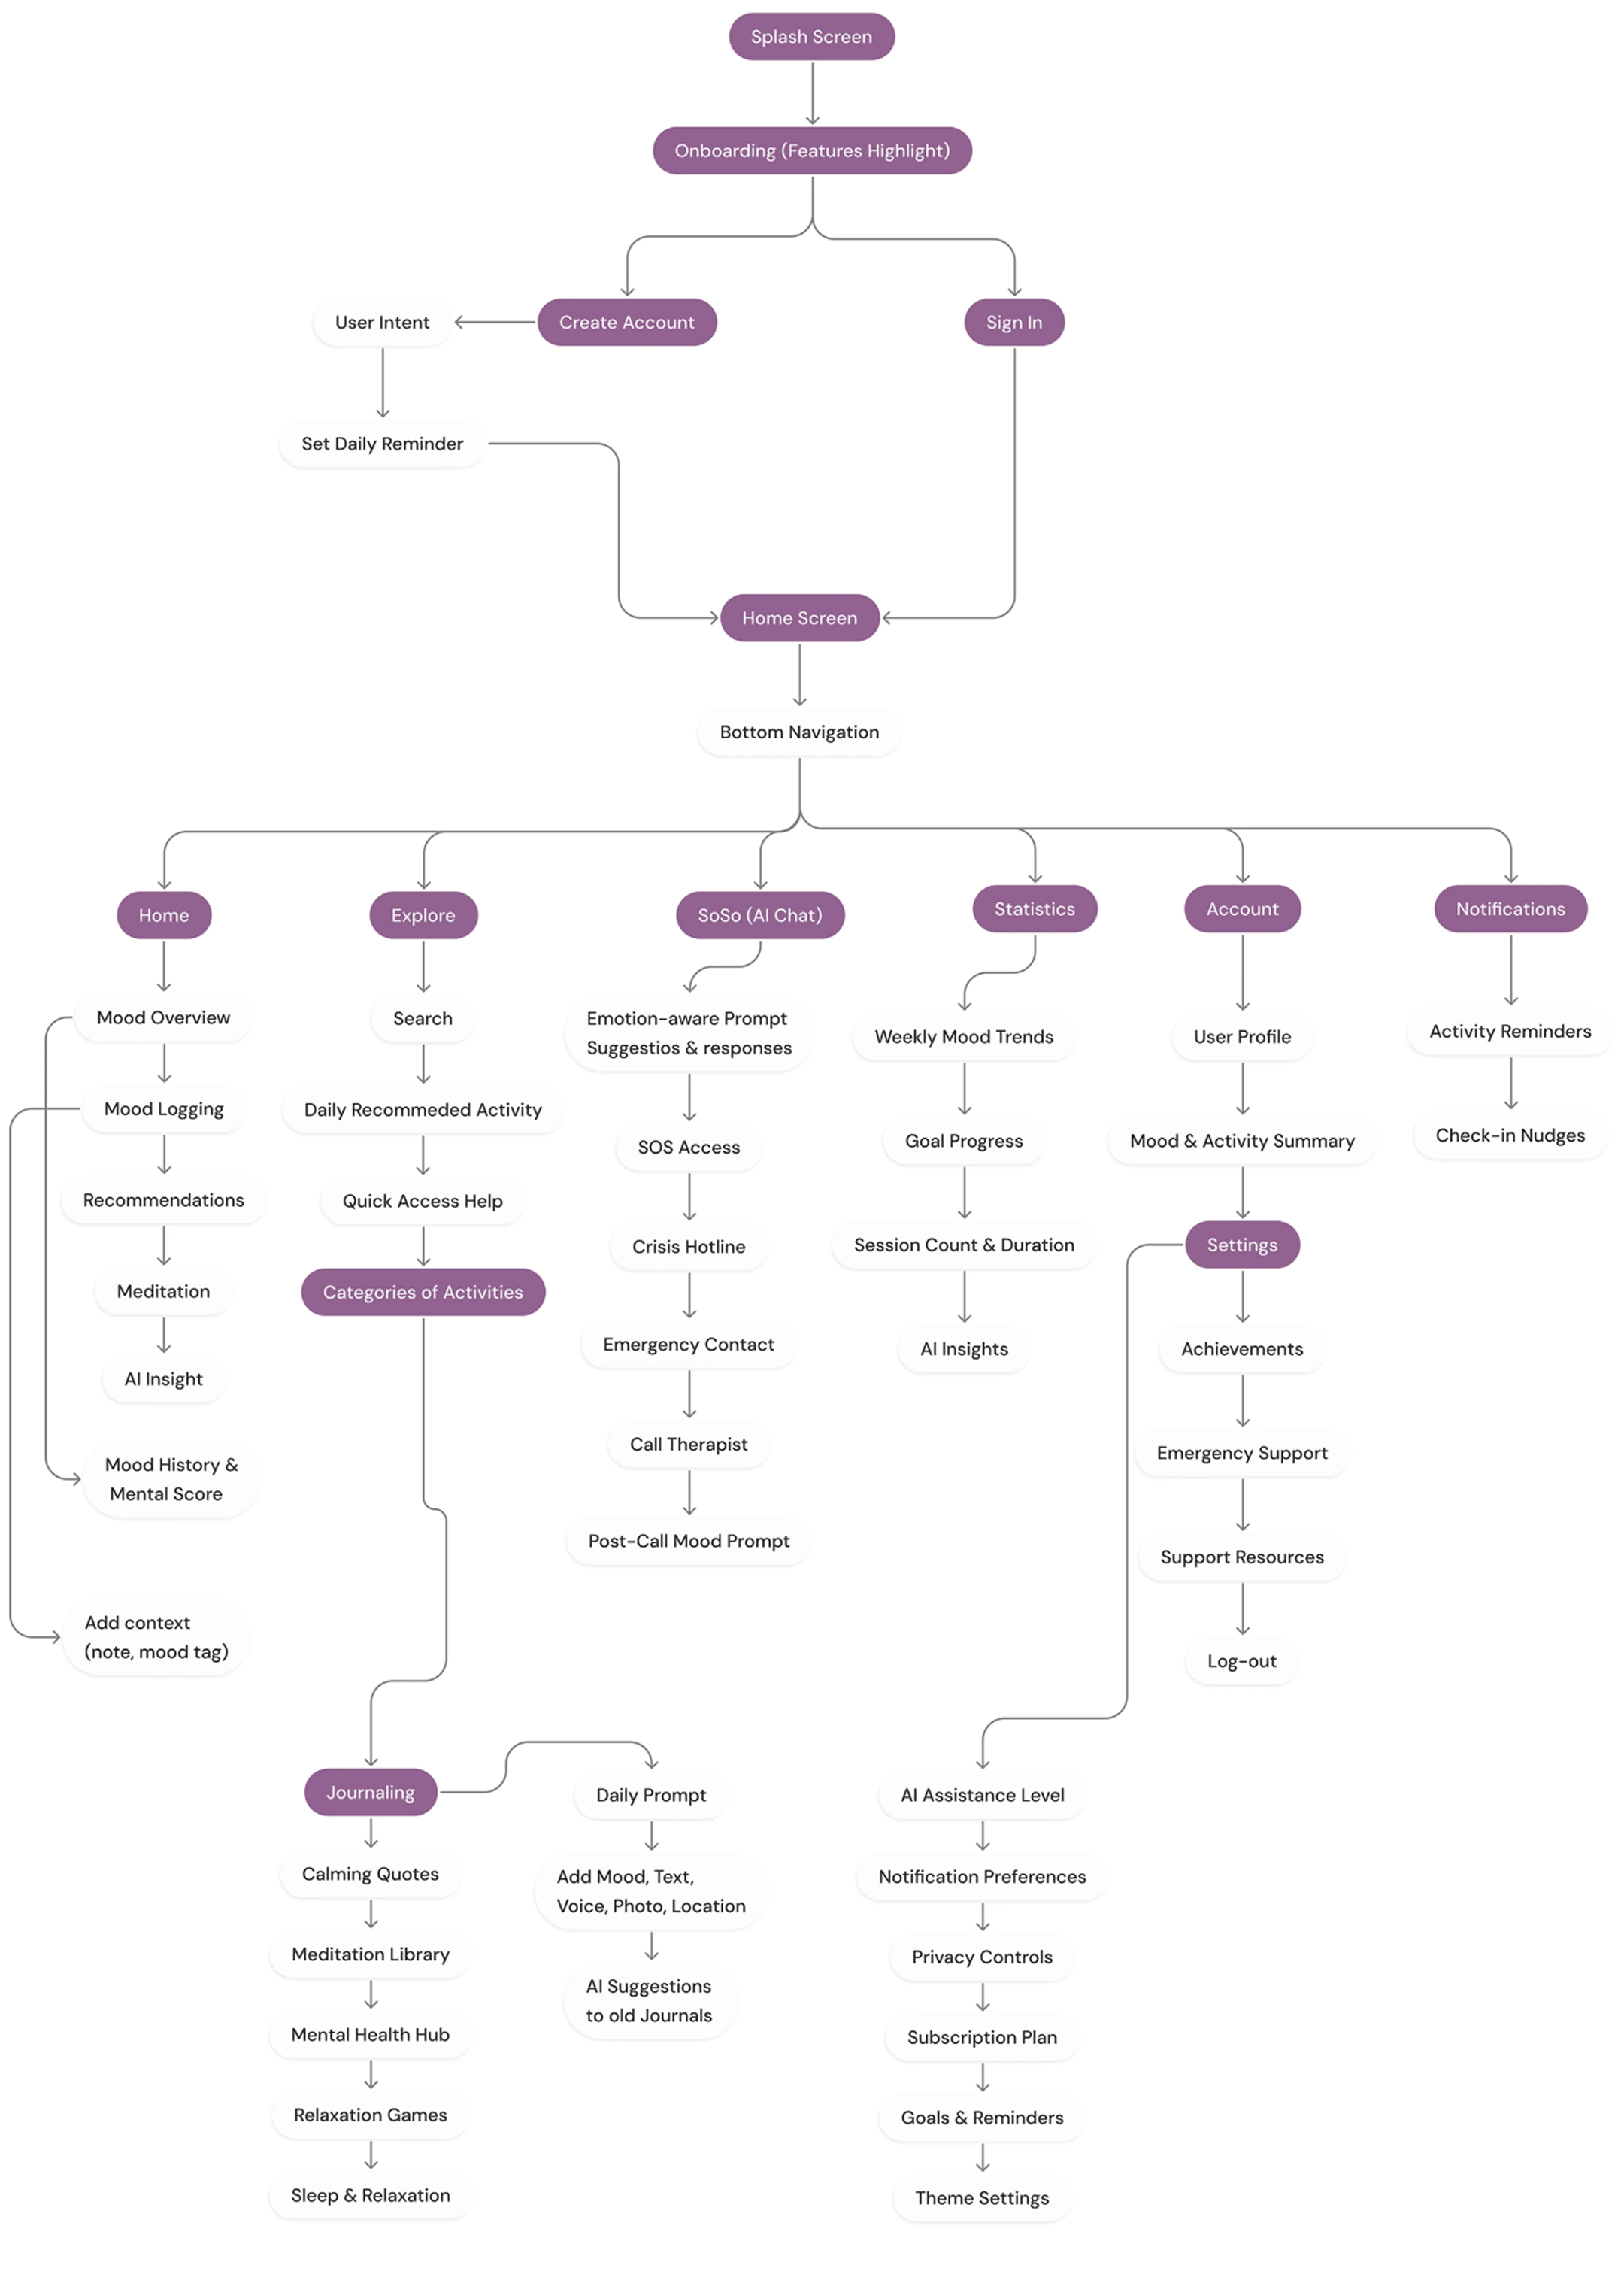 Splash Screen
Onboarding (Features Highlight)
User Intent
Create Account
Sign In
Set Daily Reminder
Home Screen
Bottom Navigation
Home
Explore
SoSo (AI Chat)
Statistics
Account
Notifications
Mood Overview
Mood Logging
Recommendations
Meditation
AI Insight
Mood History &
Mental Score
Add context
(note, mood tag)
Search
Daily Recommeded Activity
Quick Access Help
Categories of Activities
Emotion-aware Prompt
Suggestios & responses
SOS Access
Crisis Hotline
Emergency Contact
Call Therapist
Post-Call Mood Prompt
Weekly Mood Trends
Goal Progress
Session Count & Duration
AI Insights
User Profile
Mood & Activity Summary
Settings
Achievements
Emergency Support
Support Resources
Log-out
Activity Reminders
Check-in Nudges
Journaling
Calming Quotes
Meditation Library
Mental Health Hub
Relaxation Games
Sleep & Relaxation
Daily Prompt
Add Mood, Text,
Voice, Photo, Location
AI Suggestions
to old Journals
AI Assistance Level
Notification Preferences
Privacy Controls
Subscription Plan
Goals & Reminders
Theme Settings